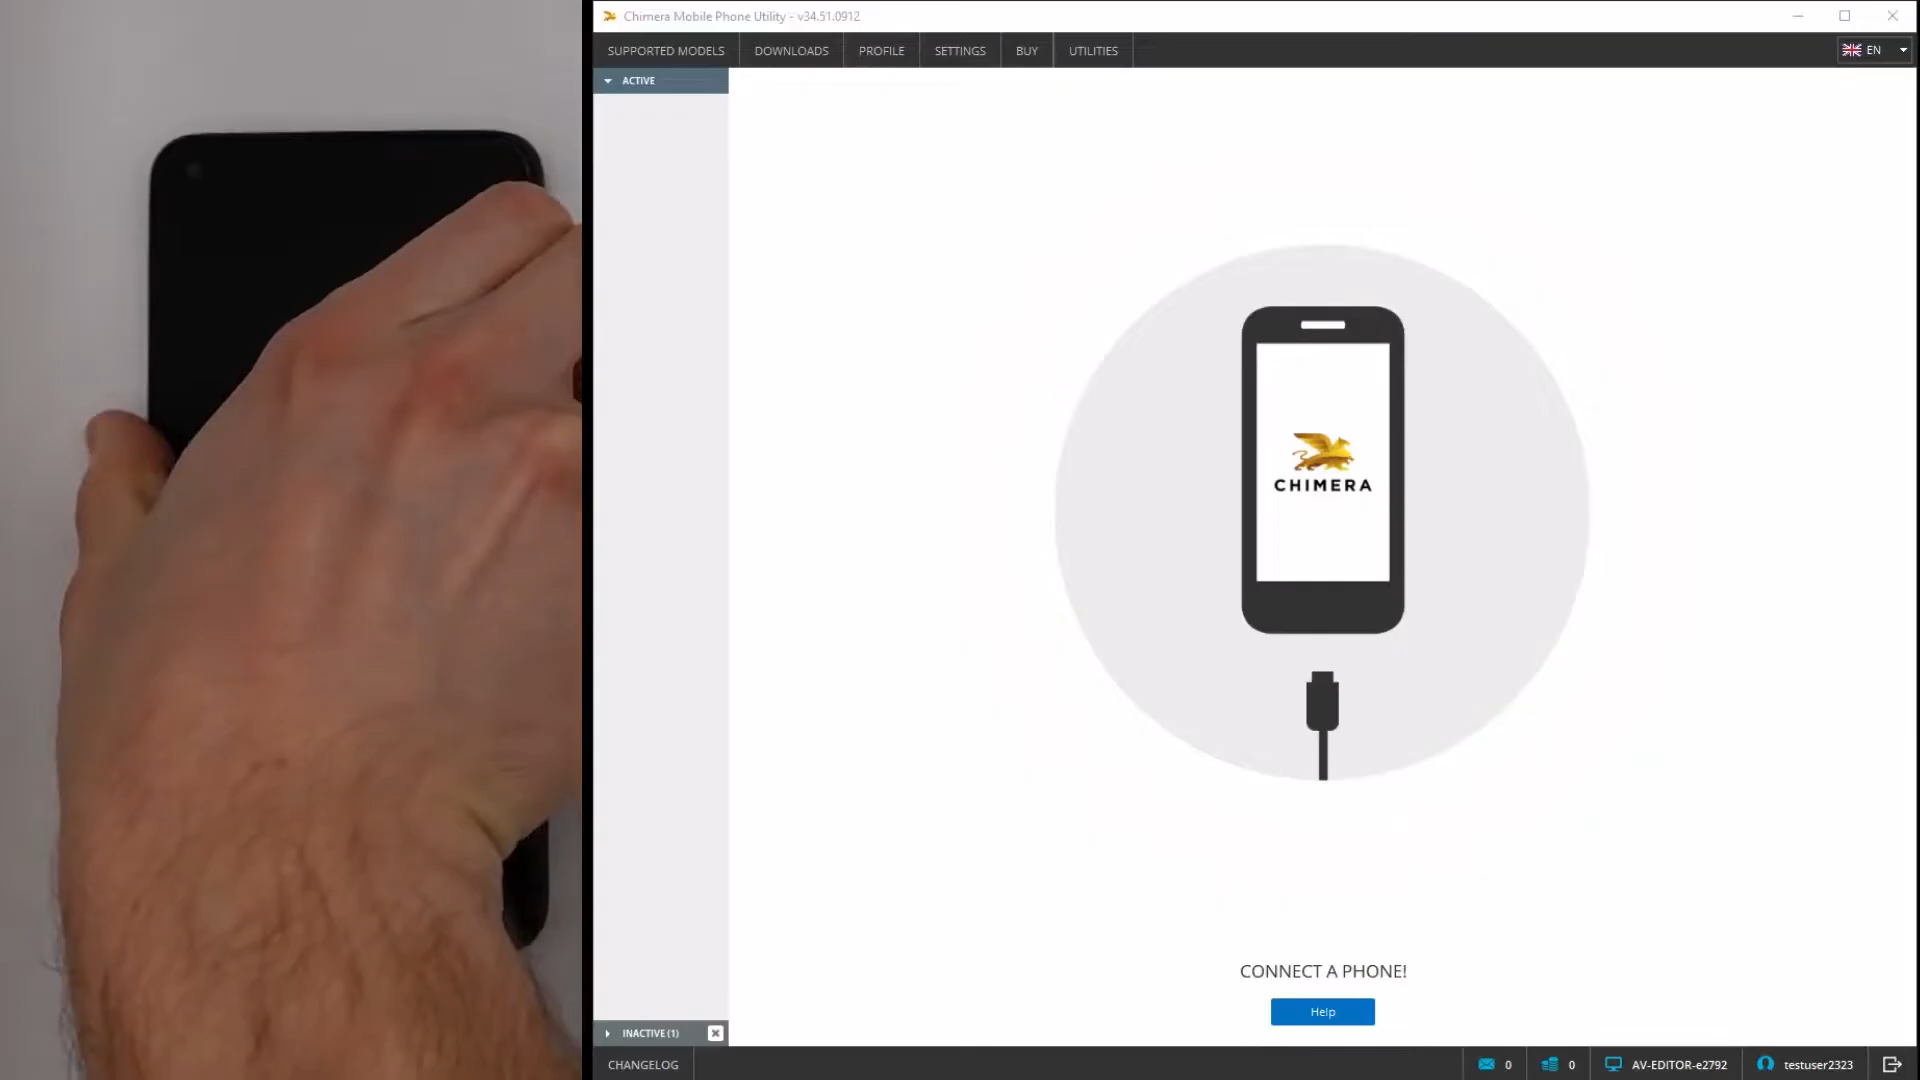 Chimera Mobile Phone Utility - v34.51.0912
SUPPORTED MODELS DOWNLOADS PROFILE SETTINGS BUY UTILITIES EN
ACTIVE
CHIMERA
CONNECT A PHONE!
Help
INACTIVE (1)
CHANGELOG 0 0 AV-EDITOR-e2792 testuser2323